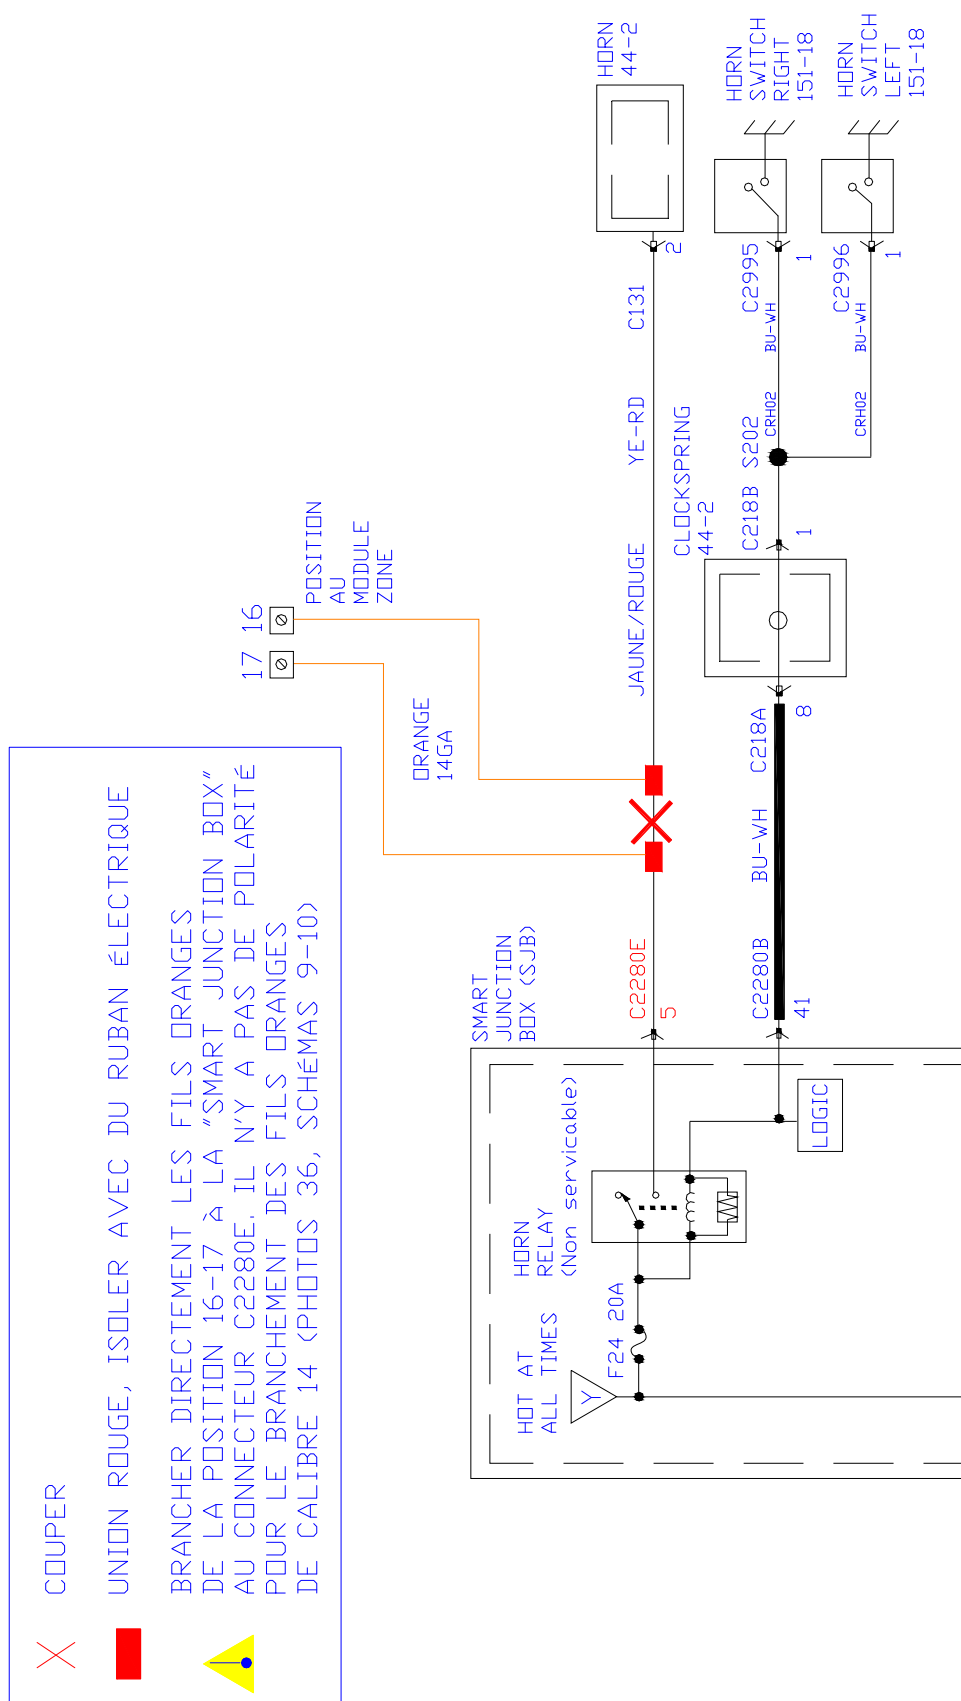 COUPER
UNION ROUGE, ISOLER AVEC DU RUBAN ÉLECTRIQUE
BRANCHER DIRECTEMENT LES FILS ORANGES
DE LA POSITION 16-17 À LA "SMART JUNCTION BOX"
AU CONNECTEUR C2280E. IL N'Y A PAS DE POLARITÉ
POUR LE BRANCHEMENT DES FILS ORANGES
DE CALIBRE 14 (PHOTOS 36, SCHÉMAS 9-10)
17 16
POSITION
AU
MODULE
ZONE
ORANGE
14GA
SMART
JUNCTION
BOX (SJB)
HOT AT
ALL TIMES
Y
F24 20A
HORN
RELAY
(Non servicable)
LOGIC
C2280E
5
JAUNE/ROUGE
YE-RD
C131
2
HORN
44-2
C2280B
41
BU-WH
C218A
8
CLOCKSPRING
44-2
C218B
1
S202
CRH02
BU-WH
C2995
1
HORN
SWITCH
RIGHT
151-18
CRH02
BU-WH
C2996
1
HORN
SWITCH
LEFT
151-18